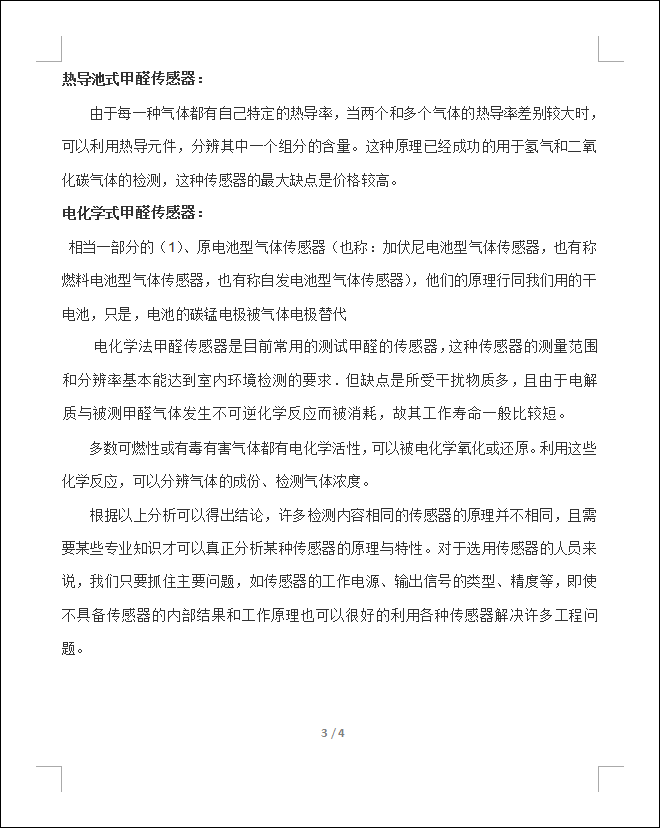 热导池式甲醛传感器：
由于每一种气体都有自己特定的热导率，当两个和多个气体的热导率差别较大时，
可以利用热导元件，分辨其中一个组分的含量。这种原理已经成功的用于氢气和二氧
化碳气体的检测，这种传感器的最大缺点是价格较高。
电化学式甲醛传感器：
相当一部分的（1）、原电池型气体传感器（也称：加伏尼电池型气体传感器，也有称
燃料电池型气体传感器，也有称自发电池型气体传感器），他们的原理行同我们用的干
电池，只是，电池的碳锰电极被气体电极替代
电化学法甲醛传感器是目前常用的测试甲醛的传感器，这种传感器的测量范围
和分辨率基本能达到室内环境检测的要求．但缺点是所受干扰物质多，且由于电解
质与被测甲醛气体发生不可逆化学反应而被消耗，故其工作寿命一般比较短。
多数可燃性或有毒有害气体都有电化学活性，可以被电化学氧化或还原。利用这些
化学反应，可以分辨气体的成份、检测气体浓度。
根据以上分析可以得出结论，许多检测内容相同的传感器的原理并不相同，且需
要某些专业知识才可以真正分析某种传感器的原理与特性。对于选用传感器的人员来
说，我们只要抓住主要问题，如传感器的工作电源、输出信号的类型、精度等，即使
不具备传感器的内部结果和工作原理也可以很好的利用各种传感器解决许多工程问
题。
3 / 4